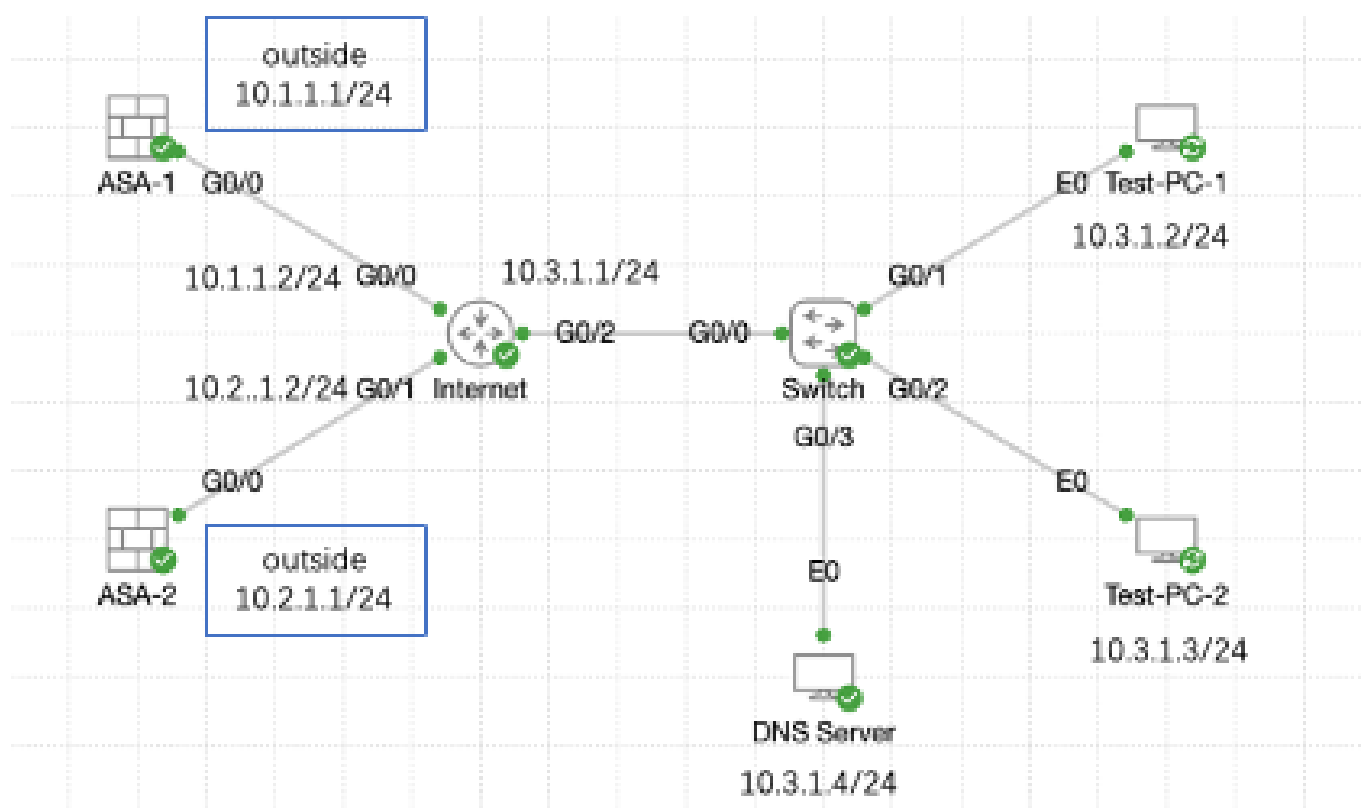 outside
10.1.1.1/24
ASA-1
G0/0
E0
Test-PC-1
10.3.1.2/24
10.1.1.2/24
G0/0
10.3.1.1/24
G0/1
G0/2
G0/0
10.2..1.2/24
G0/1
Internet
Switch
G0/2
G0/3
G0/0
E0
outside
10.2.1.1/24
ASA-2
E0
Test-PC-2
10.3.1.3/24
DNS Server
10.3.1.4/24